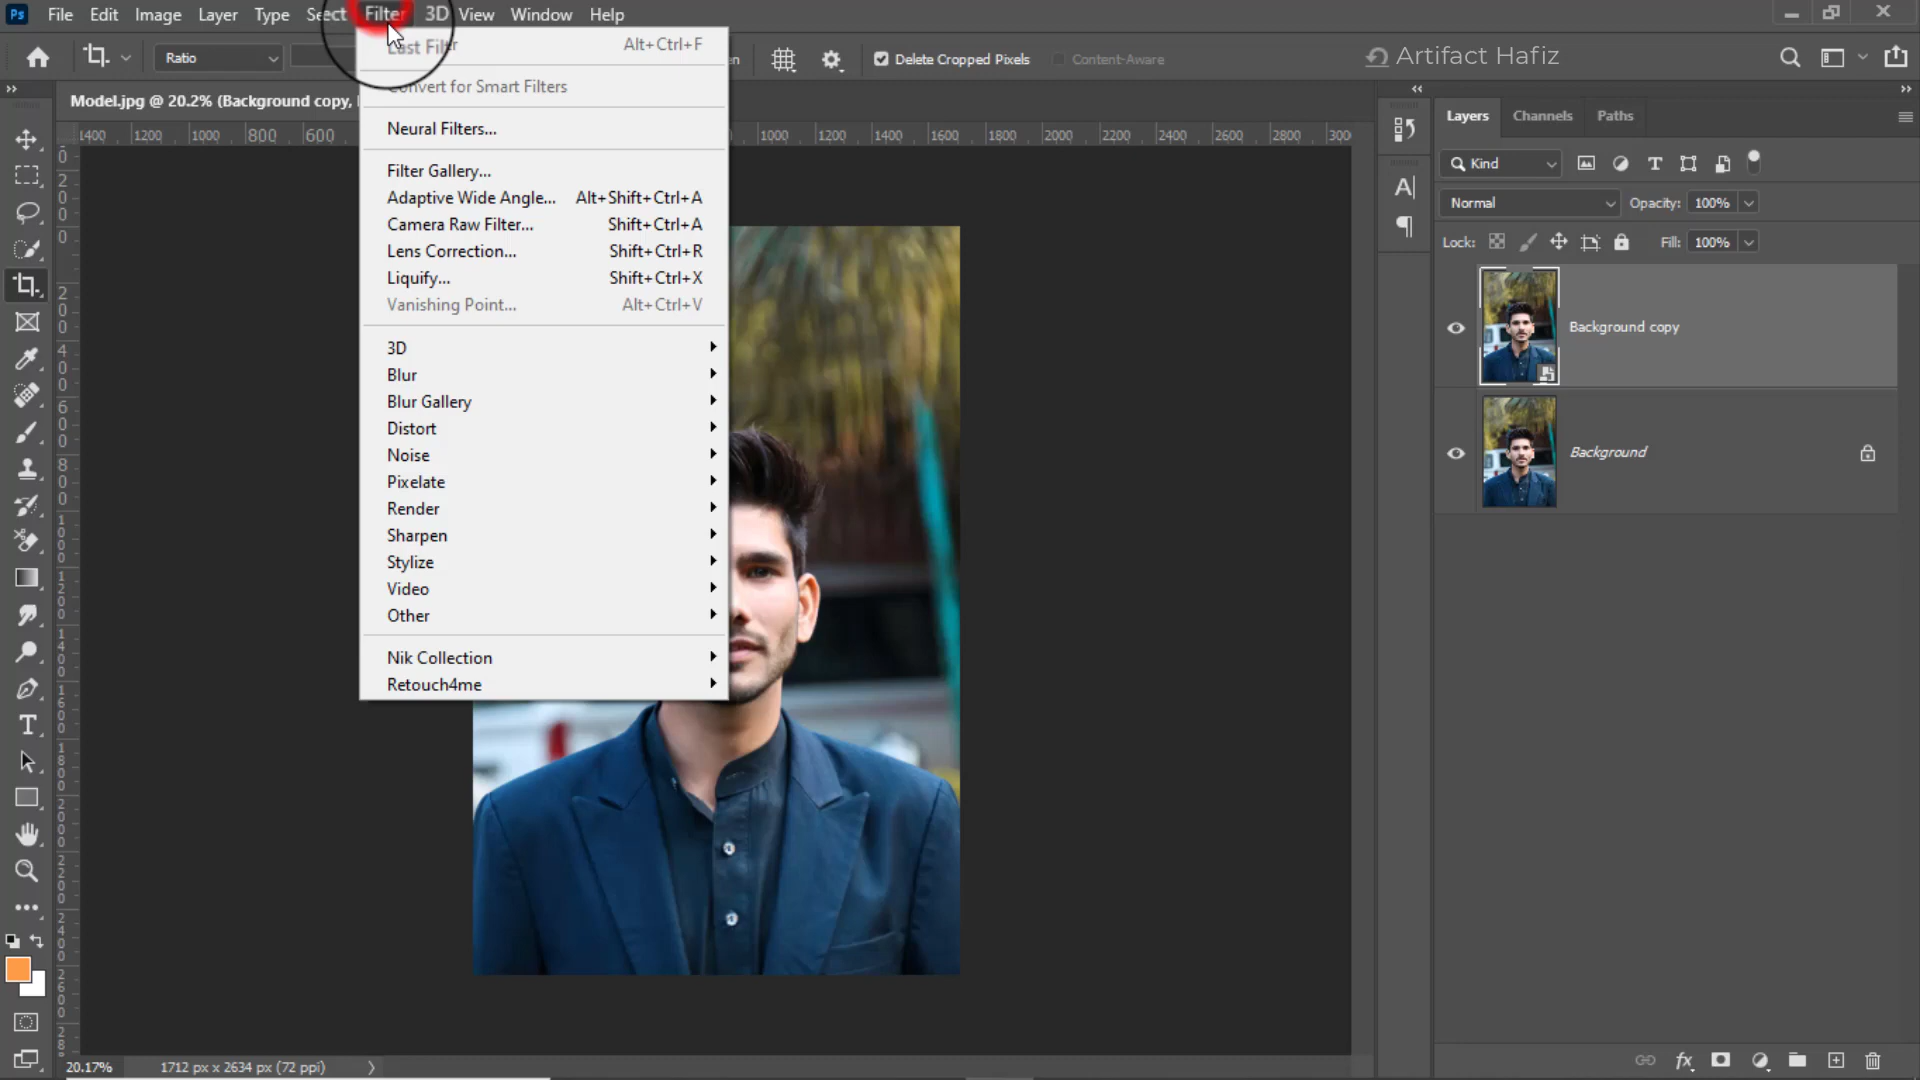 Ps File Edit Image Layer Type Filter 3D View Window Help
Ratio Delete Cropped Pixels Content-Aware Artifact Hafiz
Model.jpg @ 20.2% (Background copy,
1400 1200 1000 800 600 1000 1200 1400 1600 1800 2000 2200 2400 2600 2800 3000
Last Filter Alt+Ctrl+F
Convert for Smart Filters
Neural Filters...
Filter Gallery...
Adaptive Wide Angle... Alt+Shift+Ctrl+A
Camera Raw Filter... Shift+Ctrl+A
Lens Correction... Shift+Ctrl+R
Liquify... Shift+Ctrl+X
Vanishing Point... Alt+Ctrl+V
3D
Blur
Blur Gallery
Distort
Noise
Pixelate
Render
Sharpen
Stylize
Video
Other
Nik Collection
Retouch4me
Layers Channels Paths
Kind
Normal Opacity: 100%
Lock: Fill: 100%
Background copy
Background
20.17% 1712 px x 2634 px (72 ppi)